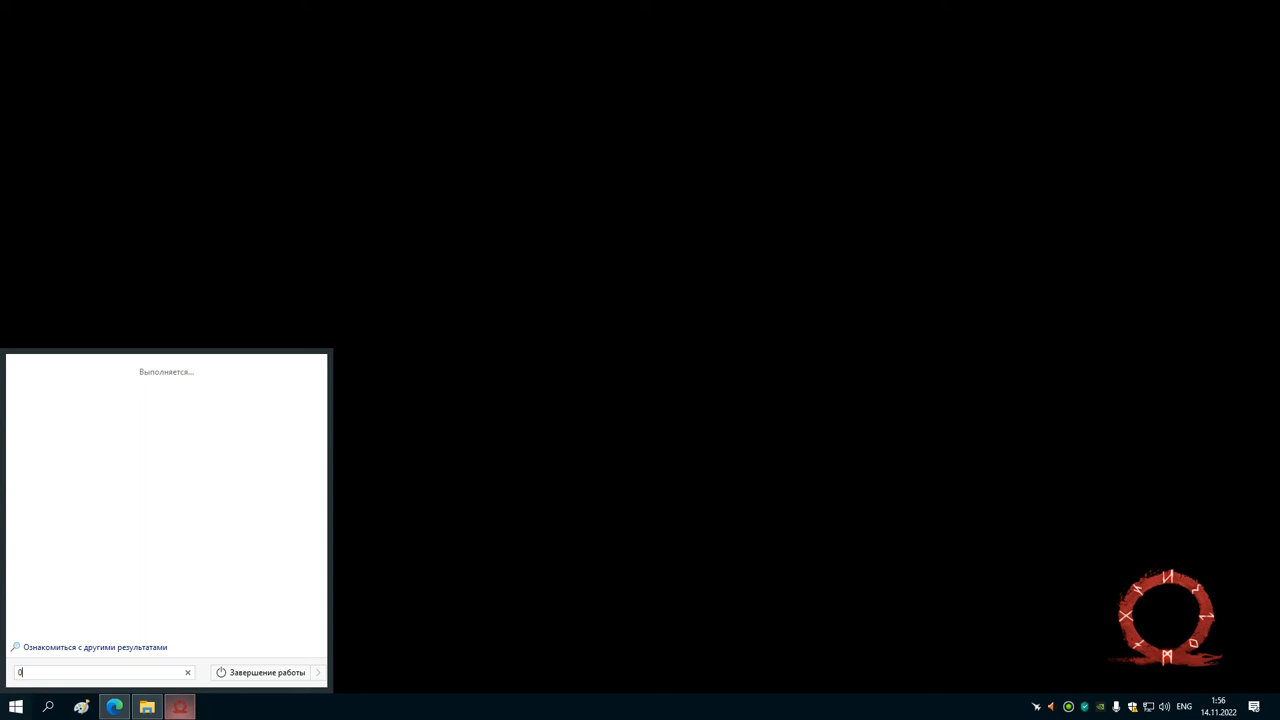 Выполняется...
Ознакомиться с другими результатами
0
Завершение работы
ENG
1:56
14.11.2022